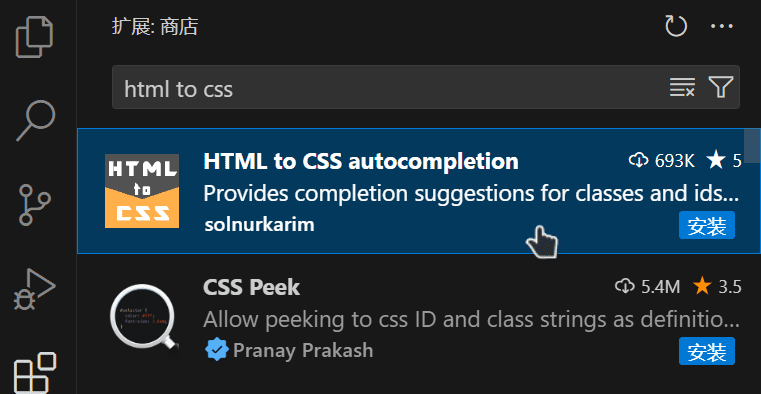 扩展: 商店
html to css
HTML to CSS
HTML to CSS autocompletion 693K 5
Provides completion suggestions for classes and ids...
solnurkarim 安装
CSS Peek 5.4M 3.5
Allow peeking to css ID and class strings as definitio...
Pranay Prakash 安装